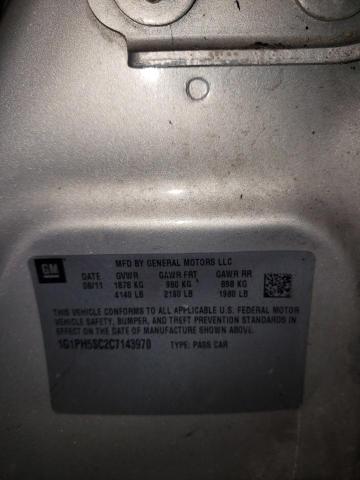 GM
MFD BY GENERAL MOTORS LLC
DATE GVWR GAWR FRT GAWR RR
08/11 1878 KG 980 KG 898 KG
4140 LB 2160 LB 1980 LB
THIS VEHICLE CONFORMS TO ALL APPLICABLE U.S. FEDERAL MOTOR
VEHICLE SAFETY, BUMPER, AND THEFT PREVENTION STANDARDS
IN EFFECT ON THE DATE OF MANUFACTURE SHOWN ABOVE.
1G1PH5SC2C7143970 TYPE: PASS CAR